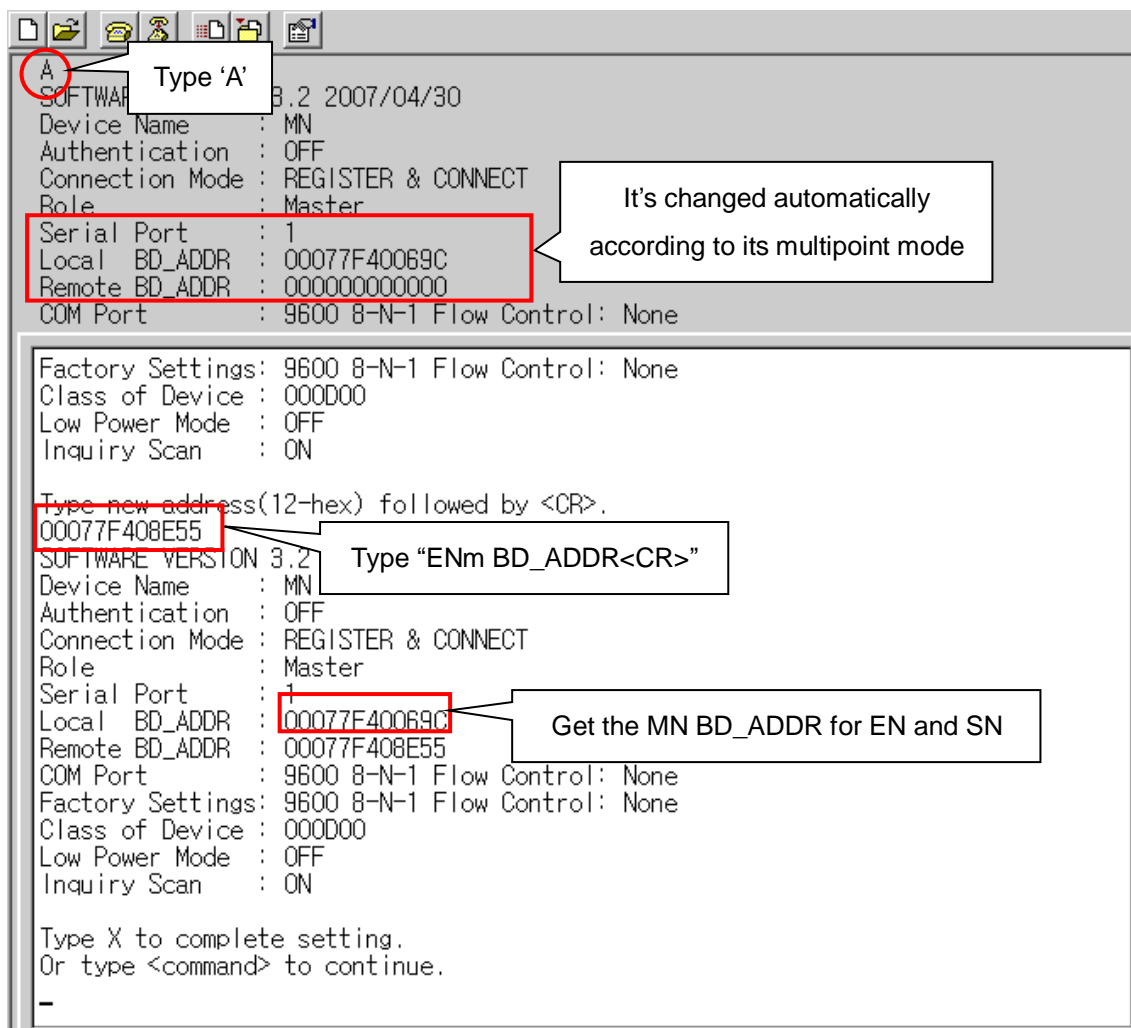 A
Type ‘A’
SOFTWAR 3.2 2007/04/30
Device Name : MN
Authentication : OFF
Connection Mode : REGISTER & CONNECT
Role : Master
It’s changed automatically
according to its multipoint mode
Serial Port : 1
Local BD_ADDR : 00077F40069C
Remote BD_ADDR : 000000000000
COM Port : 9600 8-N-1 Flow Control: None
Factory Settings: 9600 8-N-1 Flow Control: None
Class of Device : 000D00
Low Power Mode : OFF
Inquiry Scan : ON
Type new address(12-hex) followed by <CR>.
00077F408E55
Type “ENm BD_ADDR<CR>”
SOFTWARE VERSION 3.2
Device Name : MN
Authentication : OFF
Connection Mode : REGISTER & CONNECT
Role : Master
Serial Port : 1
Local BD_ADDR : 00077F40069C
Get the MN BD_ADDR for EN and SN
Remote BD_ADDR : 00077F408E55
COM Port : 9600 8-N-1 Flow Control: None
Factory Settings: 9600 8-N-1 Flow Control: None
Class of Device : 000D00
Low Power Mode : OFF
Inquiry Scan : ON
Type X to complete setting.
Or type <command> to continue.